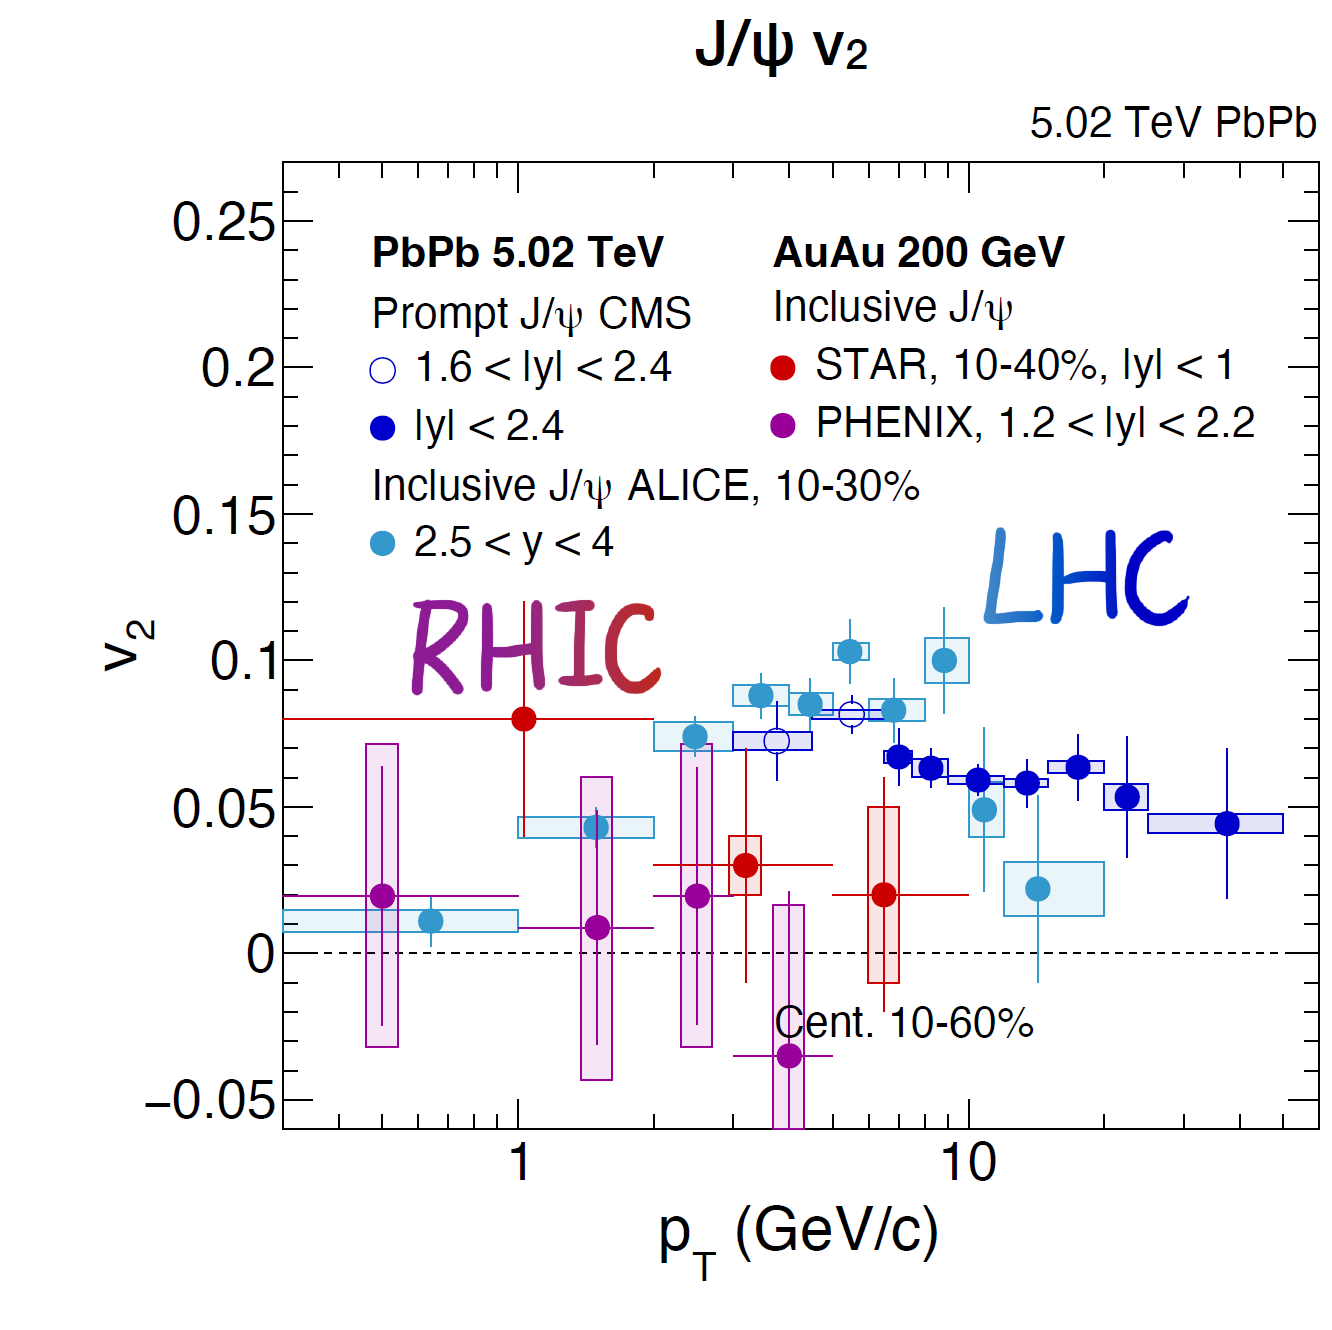 J/ψ v2
5.02 TeV PbPb
PbPb 5.02 TeV
Prompt J/ψ CMS
1.6 < |y| < 2.4
|y| < 2.4
Inclusive J/ψ ALICE, 10-30%
2.5 < y < 4
AuAu 200 GeV
Inclusive J/ψ
STAR, 10-40%, |y| < 1
PHENIX, 1.2 < |y| < 2.2
RHIC
LHC
Cent. 10-60%
v2
0.25
0.2
0.15
0.1
0.05
0
−0.05
1 10
pT (GeV/c)